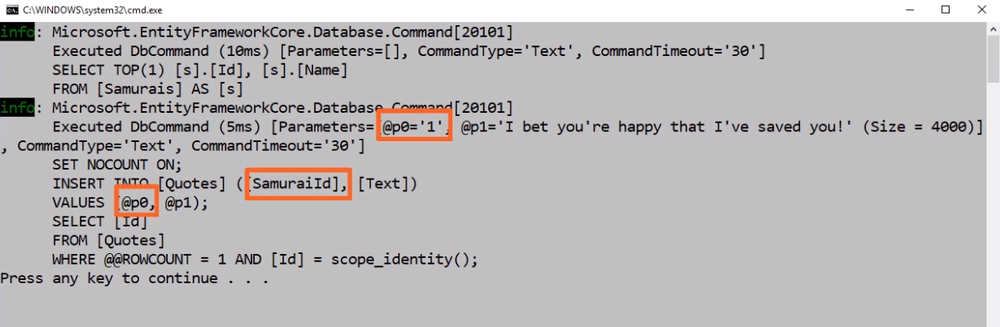 C:\WINDOWS\system32\cmd.exe
info: Microsoft.EntityFrameworkCore.Database.Command[20101]
Executed DbCommand (10ms) [Parameters=[], CommandType='Text', CommandTimeout='30']
SELECT TOP(1) [s].[Id], [s].[Name]
FROM [Samurais] AS [s]
info: Microsoft.EntityFrameworkCore.Database.Command[20101]
Executed DbCommand (5ms) [Parameters=[@p0='1', @p1='I bet you're happy that I've saved you!' (Size = 4000)]
, CommandType='Text', CommandTimeout='30']
SET NOCOUNT ON;
INSERT INTO [Quotes] ([SamuraiId], [Text])
VALUES (@p0, @p1);
SELECT [Id]
FROM [Quotes]
WHERE @@ROWCOUNT = 1 AND [Id] = scope_identity();
Press any key to continue . . .